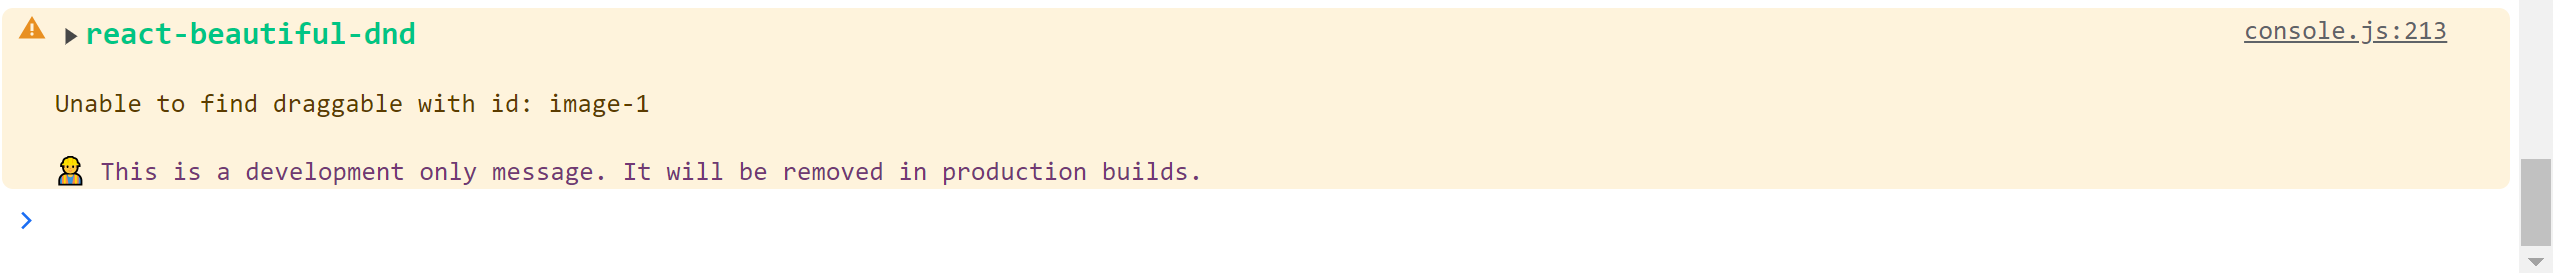 react-beautiful-dnd console.js:213
Unable to find draggable with id: image-1
👷 This is a development only message. It will be removed in production builds.